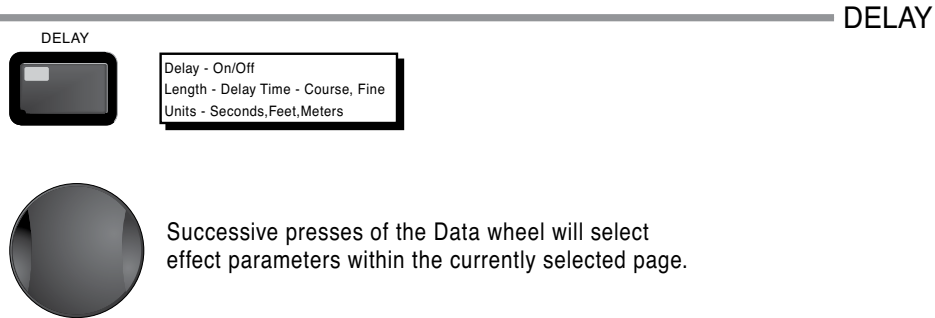 DELAY
DELAY
Delay - On/Off
Length - Delay Time - Course, Fine
Units - Seconds,Feet,Meters
Successive presses of the Data wheel will select
effect parameters within the currently selected page.